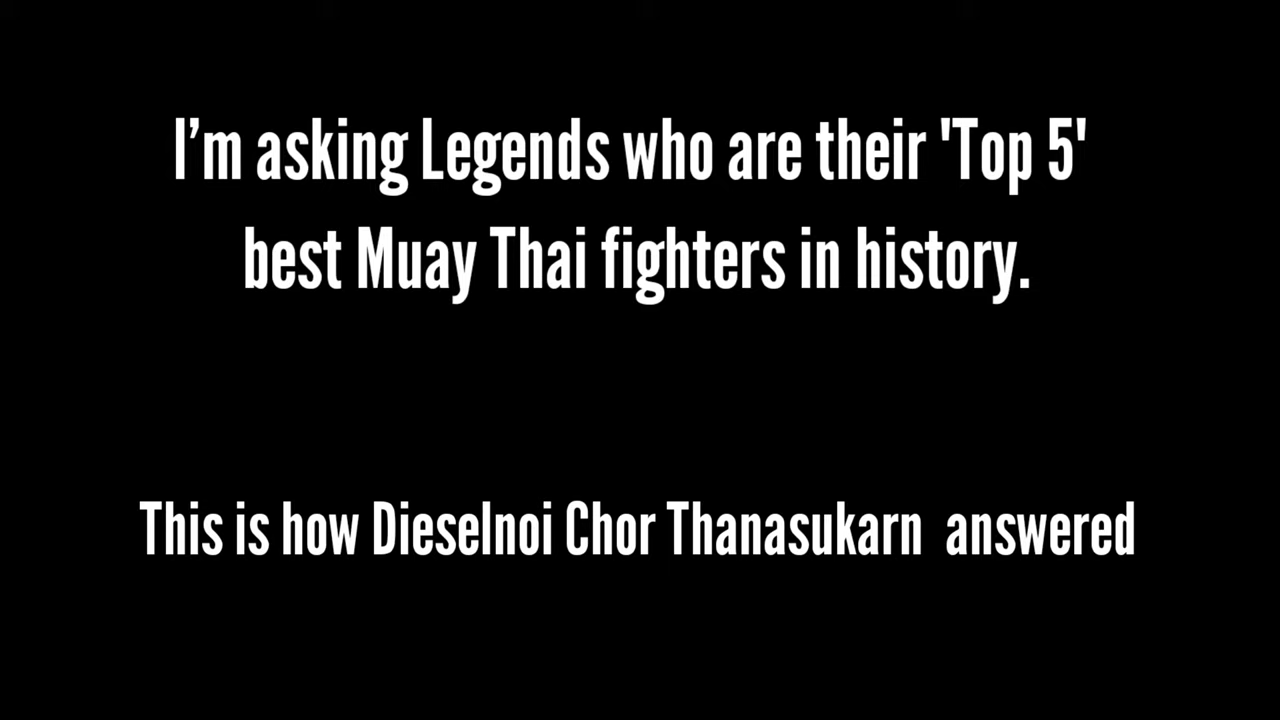 I’m asking Legends who are their 'Top 5'
best Muay Thai fighters in history.
This is how Dieselnoi Chor Thanasukarn answered